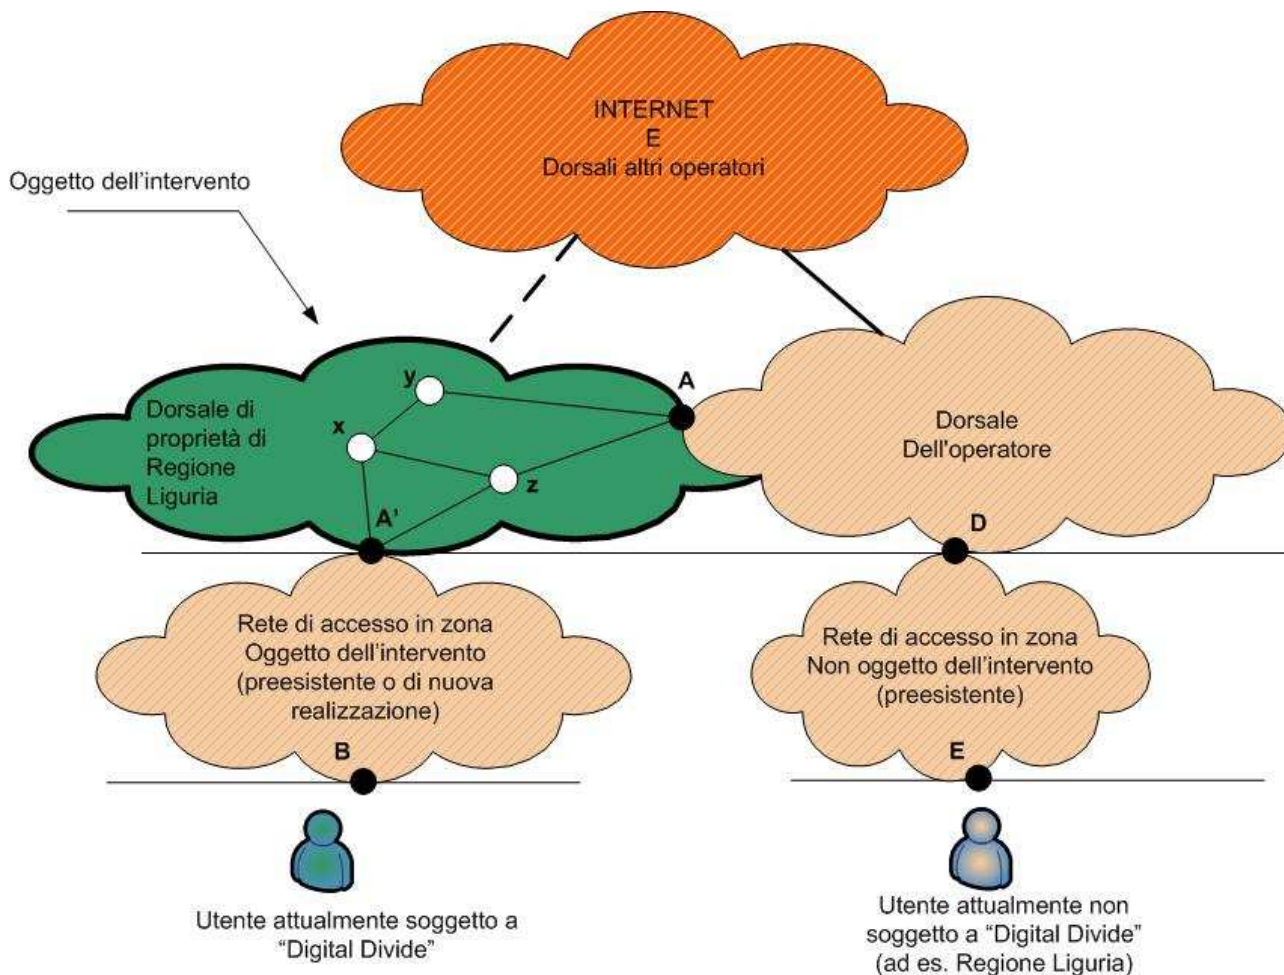 INTERNET
E
Dorsali altri operatori
Oggetto dell'intervento
A
y
Dorsale di
proprietà di
Regione
Liguria
x
z
A'
Dorsale
Dell'operatore
D
Rete di accesso in zona
Oggetto dell'intervento
(preesistente o di nuova
realizzazione)
B
Rete di accesso in zona
Non oggetto dell'intervento
(preesistente)
E
Utente attualmente soggetto a
"Digital Divide"
Utente attualmente non
soggetto a "Digital Divide"
(ad es. Regione Liguria)